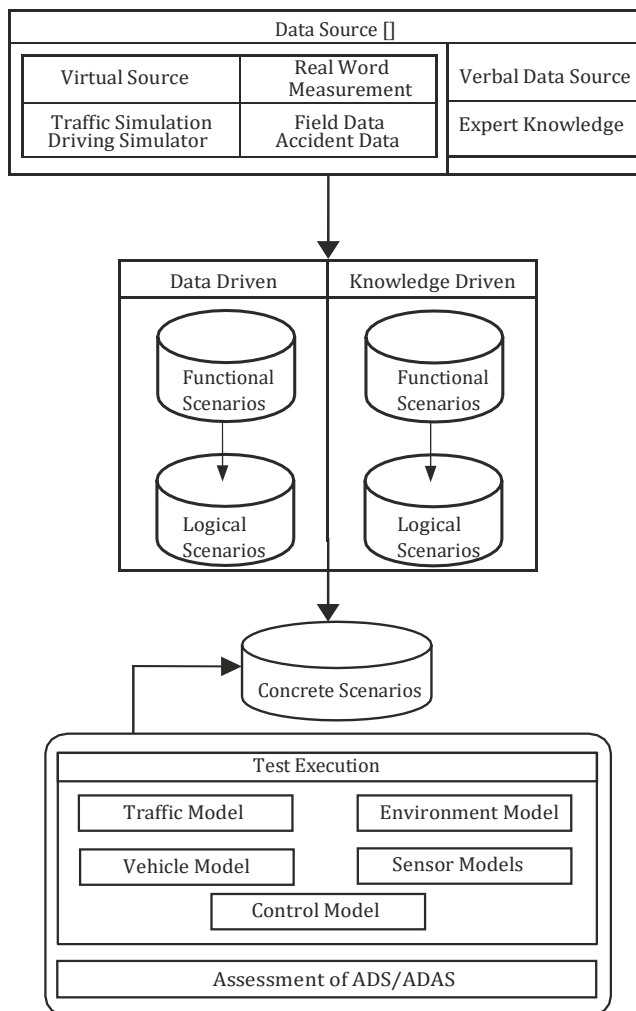 Data Source []
Virtual Source
Real Word
Measurement
Verbal Data Source
Traffic Simulation
Driving Simulator
Field Data
Accident Data
Expert Knowledge
Data Driven
Knowledge Driven
Functional
Scenarios
Functional
Scenarios
Logical
Scenarios
Logical
Scenarios
Concrete Scenarios
Test Execution
Traffic Model
Environment Model
Vehicle Model
Sensor Models
Control Model
Assessment of ADS/ADAS